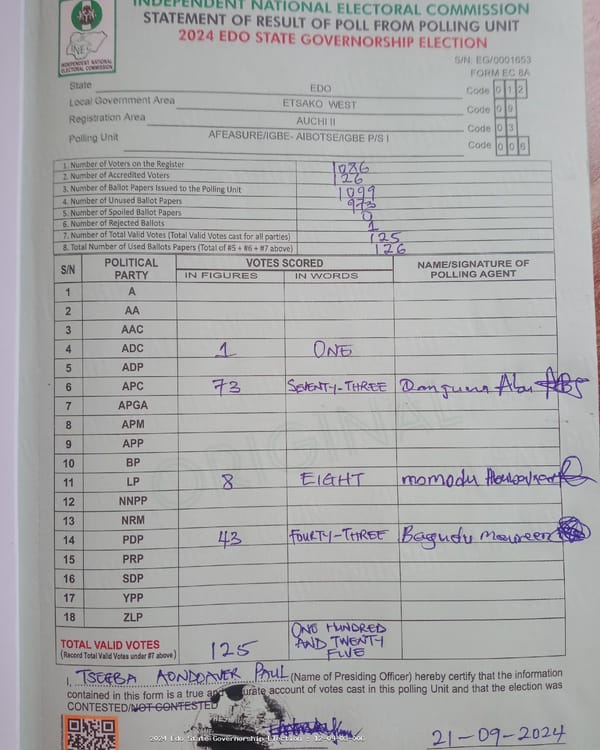 INDEPENDENT NATIONAL ELECTORAL COMMISSION
STATEMENT OF RESULT OF POLL FROM POLLING UNIT
2024 EDO STATE GOVERNORSHIP ELECTION
INDEPENDENT NATIONAL
ELECTORAL COMMISSION
S/N: EG/0001653
FORM EC 8A
State EDO Code 0 1 2
Local Government Area ETSAKO WEST Code 0 9
Registration Area AUCHI II Code 0 3
Polling Unit AFEASURE/IGBE- AIBOTSE/IGBE P/S I Code 0 0 6
1. Number of Voters on the Register 1086
2. Number of Accredited Voters 126
3. Number of Ballot Papers Issued to the Polling Unit 1099
4. Number of Unused Ballot Papers 973
5. Number of Spoiled Ballot Papers 0
6. Number of Rejected Ballots 1
7. Number of Total Valid Votes (Total Valid Votes cast for all parties) 125
8. Total Number of Used Ballots Papers (Total of #5 + #6 + #7 above) 126
S/N POLITICAL PARTY VOTES SCORED NAME/SIGNATURE OF POLLING AGENT
IN FIGURES IN WORDS
1 A
2 AA
3 AAC
4 ADC 1 ONE
5 ADP
6 APC 73 SEVENTY-THREE Abu
7 APGA
8 APM
9 APP
10 BP
11 LP 8 EIGHT momodu
12 NNPP
13 NRM
14 PDP 43 FOURTY-THREE Bagudu maureen
15 PRP
16 SDP
17 YPP
18 ZLP
ORIGINAL
TOTAL VALID VOTES 125 ONE HUNDRED AND TWENTY FIVE
(Record Total Valid Votes under #7 above)
I, TSEEBA AONDOAVER PAUL (Name of Presiding Officer) hereby certify that the information
contained in this form is a true and accurate account of votes cast in this polling Unit and that the election was
CONTESTED/NOT CONTESTED
2024 Edo State Governorship Election - 12-09-03-006
21-09-2024